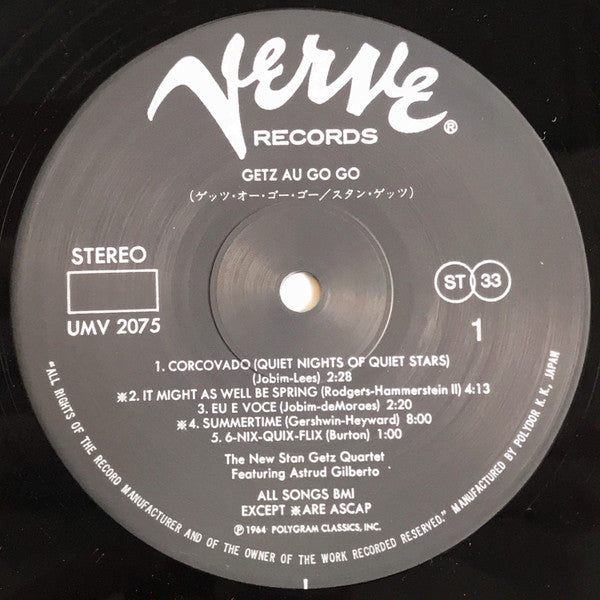 Verve®
RECORDS
GETZ AU GO GO
(ゲッツ・オー・ゴー・ゴー/スタン・ゲッツ)
STEREO
UMV 2075
ST 33
1
1. CORCOVADO (QUIET NIGHTS OF QUIET STARS)
(Jobim-Lees) 2:28
※2. IT MIGHT AS WELL BE SPRING (Rodgers-Hammerstein II) 4:13
3. EU E VOCE (Jobim-deMoraes) 2:20
※4. SUMMERTIME (Gershwin-Heyward) 8:00
5. 6-NIX-QUIX-FLIX (Burton) 1:00
The New Stan Getz Quartet
Featuring Astrud Gilberto
ALL SONGS BMI
EXCEPT ※ARE ASCAP
℗1964 POLYGRAM CLASSICS, INC.
"ALL RIGHTS OF THE RECORD MANUFACTURER AND OF THE OWNER OF THE WORK RECORDED RESERVED." MANUFACTURED BY POLYDOR K.K., JAPAN